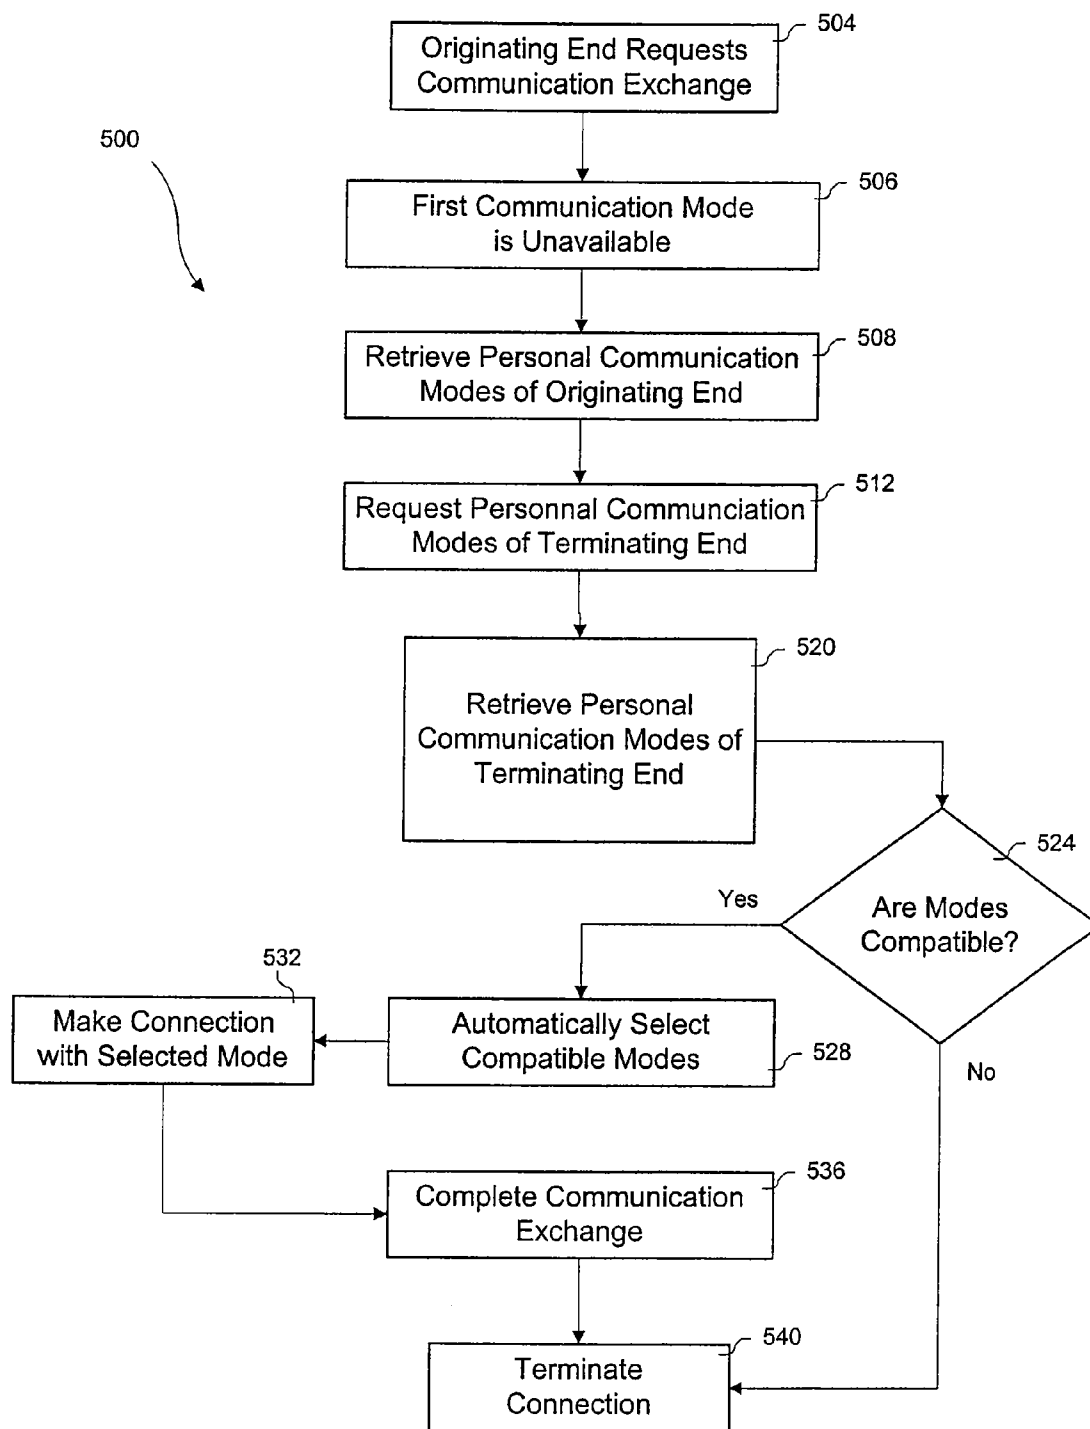 504
Originating End Requests
Communication Exchange
500
506
First Communication Mode
is Unavailable
508
Retrieve Personal Communication
Modes of Originating End
512
Request Personnal Communciation
Modes of Terminating End
520
Retrieve Personal
Communication Modes of
Terminating End
524
Are Modes
Compatible?
Yes
532
Make Connection
with Selected Mode
Automatically Select
Compatible Modes
528
No
536
Complete Communication
Exchange
540
Terminate
Connection